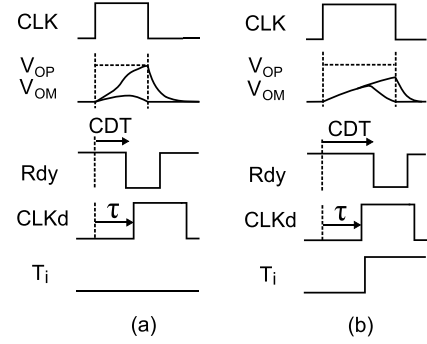 CLK
V_OP
V_OM
CDT
Rdy
CLKd
τ
T_i
(a)
CLK
V_OP
V_OM
CDT
Rdy
CLKd
τ
T_i
(b)